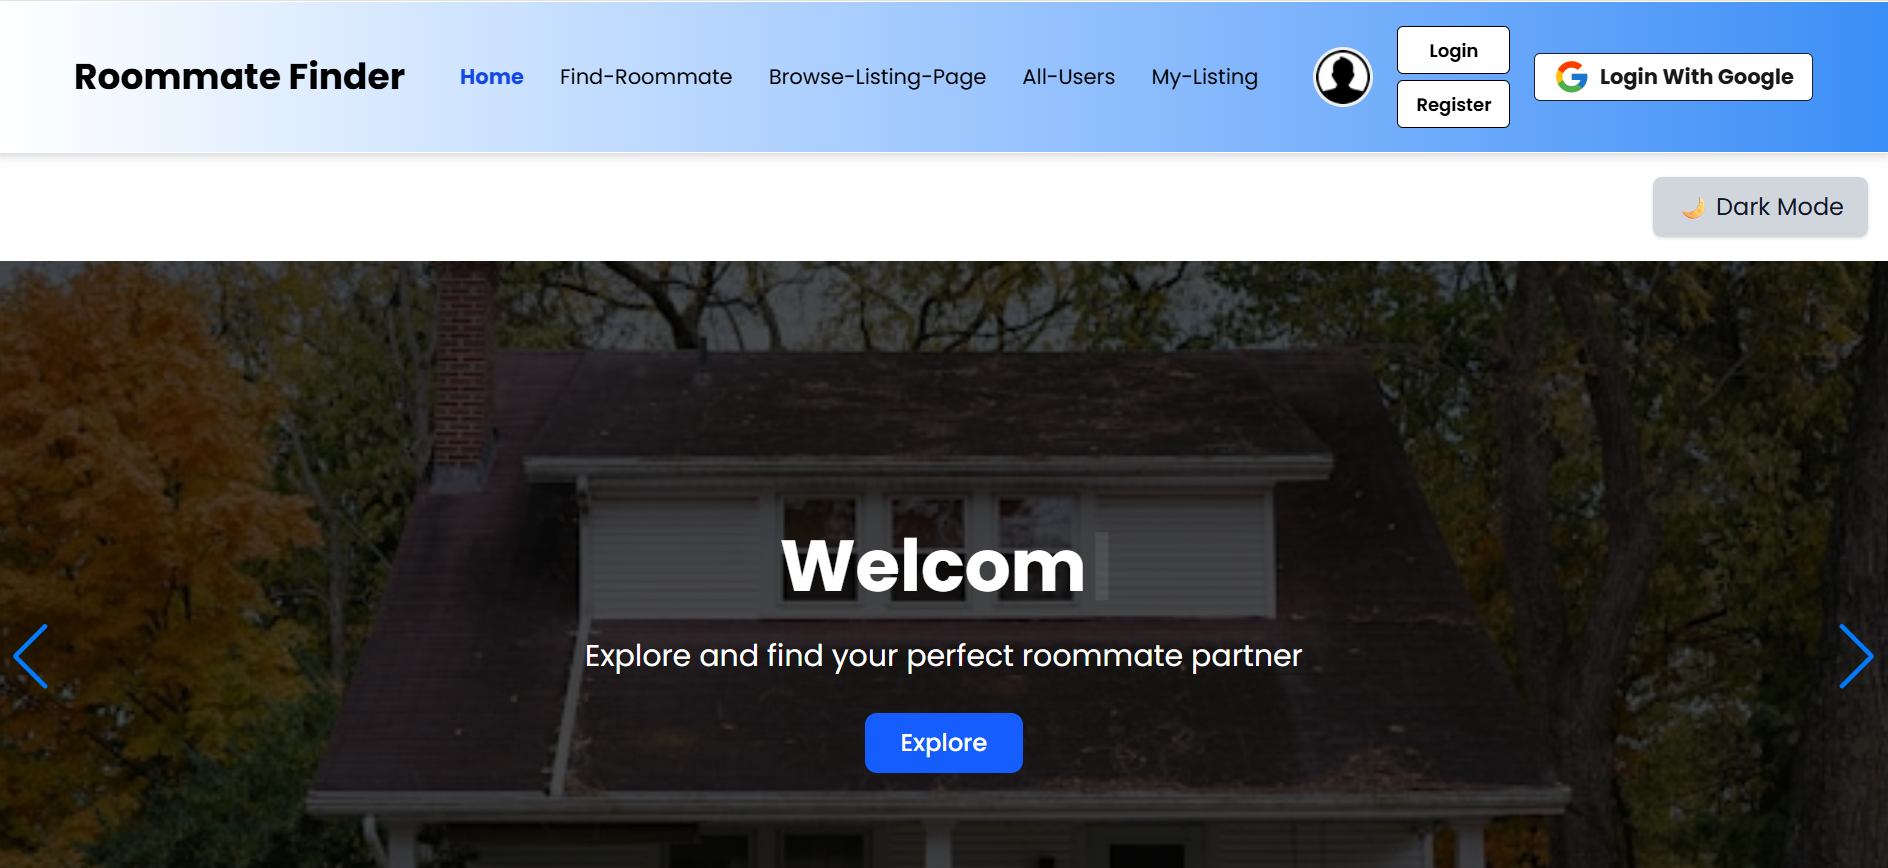 Roommate Finder
Home
Find-Roommate
Browse-Listing-Page
All-Users
My-Listing
Login
Register
Login With Google
Dark Mode
Welcom
Explore and find your perfect roommate partner
Explore